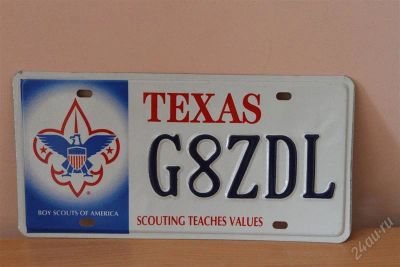 TEXAS
G8ZDL
BOY SCOUTS OF AMERICA
SCOUTING TEACHES VALUES
24au.ru